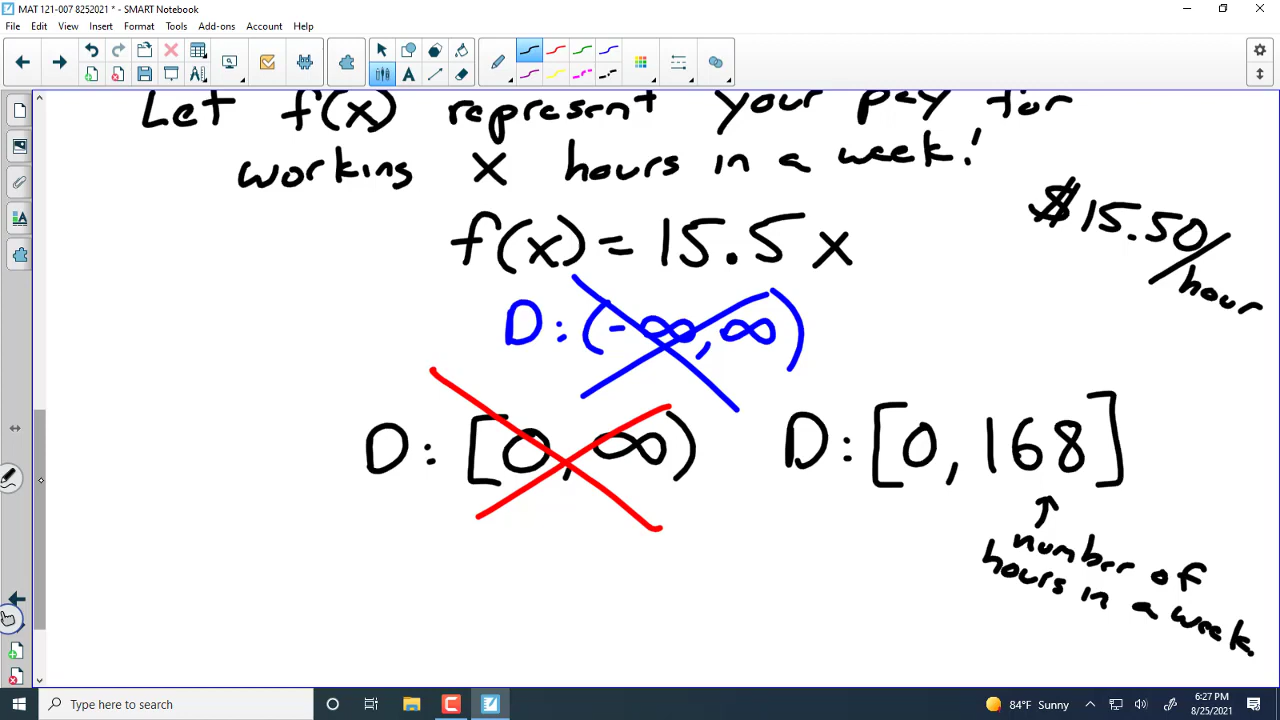 MAT 121-007 8252021 * - SMART Notebook
File Edit View Insert Format Tools Add-ons Account Help
Let f(x) represent your pay for
working x hours in a week!
$15.50/
hour
f(x) = 15.5 x
D: (-∞, ∞)
D: [0, ∞)
D: [0, 168]
↑
number of
hours in a week.
Type here to search
84°F Sunny
6:27 PM
8/25/2021